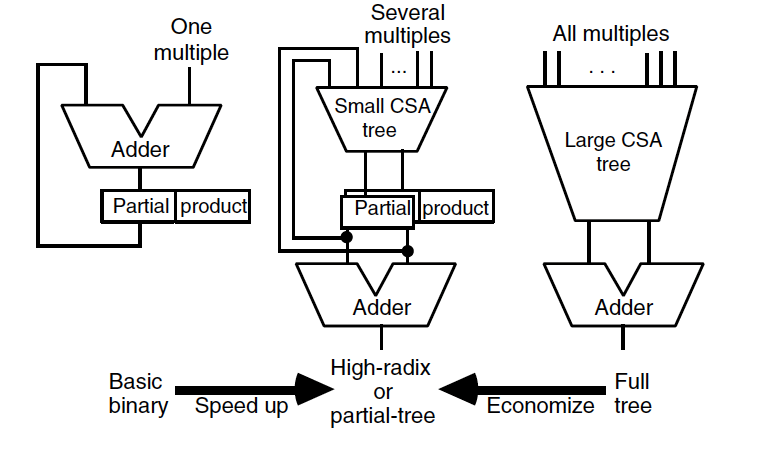 One
multiple
Adder
Partial product
Several
multiples
...
Small CSA
tree
Partial product
Adder
All multiples
. . .
Large CSA
tree
Adder
Basic
binary
Speed up
High-radix
or
partial-tree
Economize
Full
tree